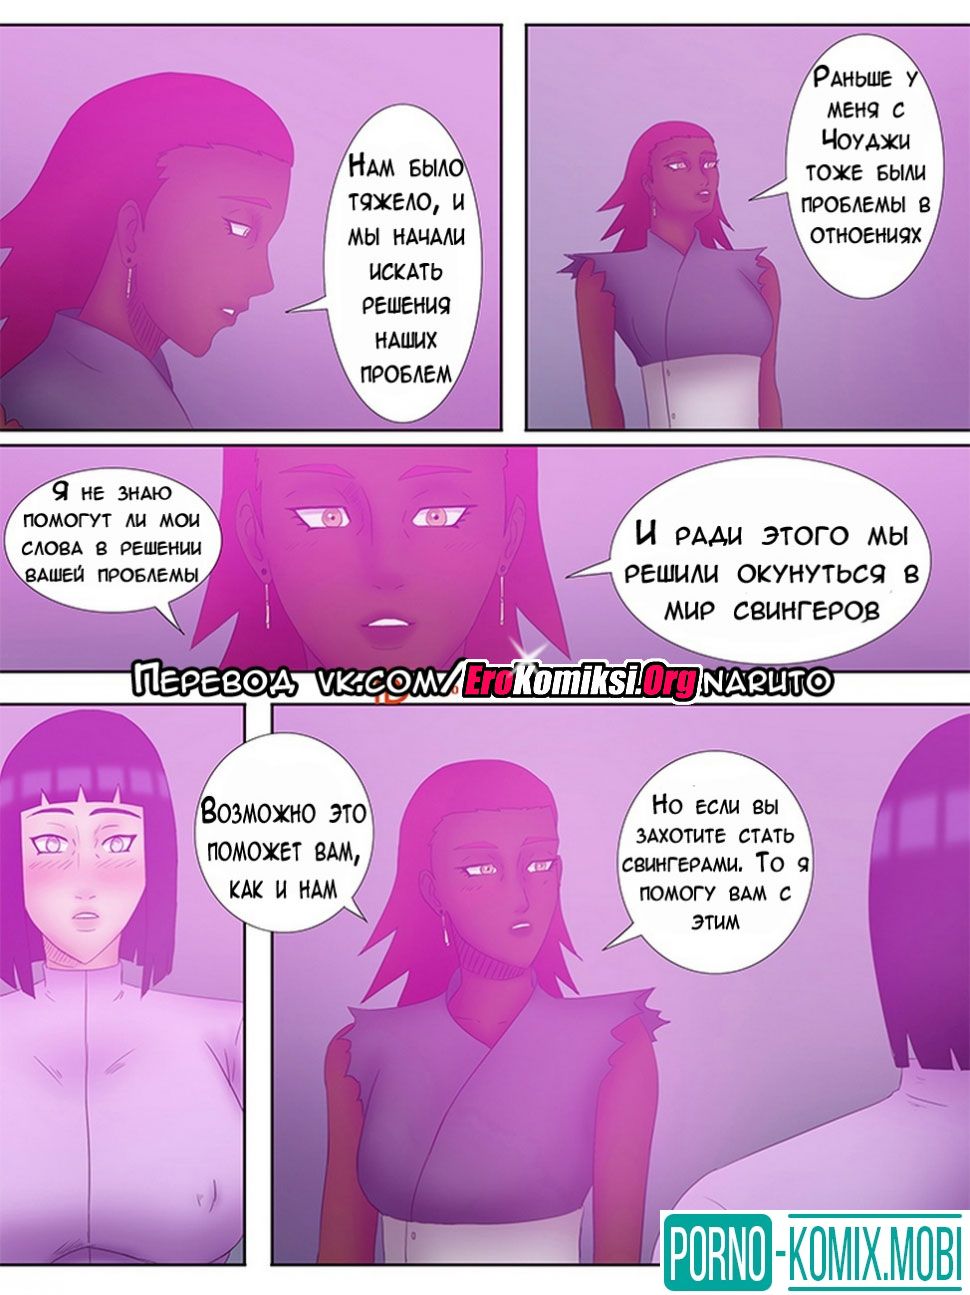 Нам было
тяжело, и
мы начали
искать
решения
наших
проблем
Раньше у
меня с
Чоуджи
тоже были
проблемы в
отноениях
Я не знаю
помогут ли мои
слова в решении
вашей проблемы
И ради этого мы
решили окунуться в
мир свингеров
Перевод vk.com/EroKomiksi.Org naruto
Возможно это
поможет вам,
как и нам
Но если вы
захотите стать
свингерами. То я
помогу вам с
этим
PORNO-KOMIX.MOBI